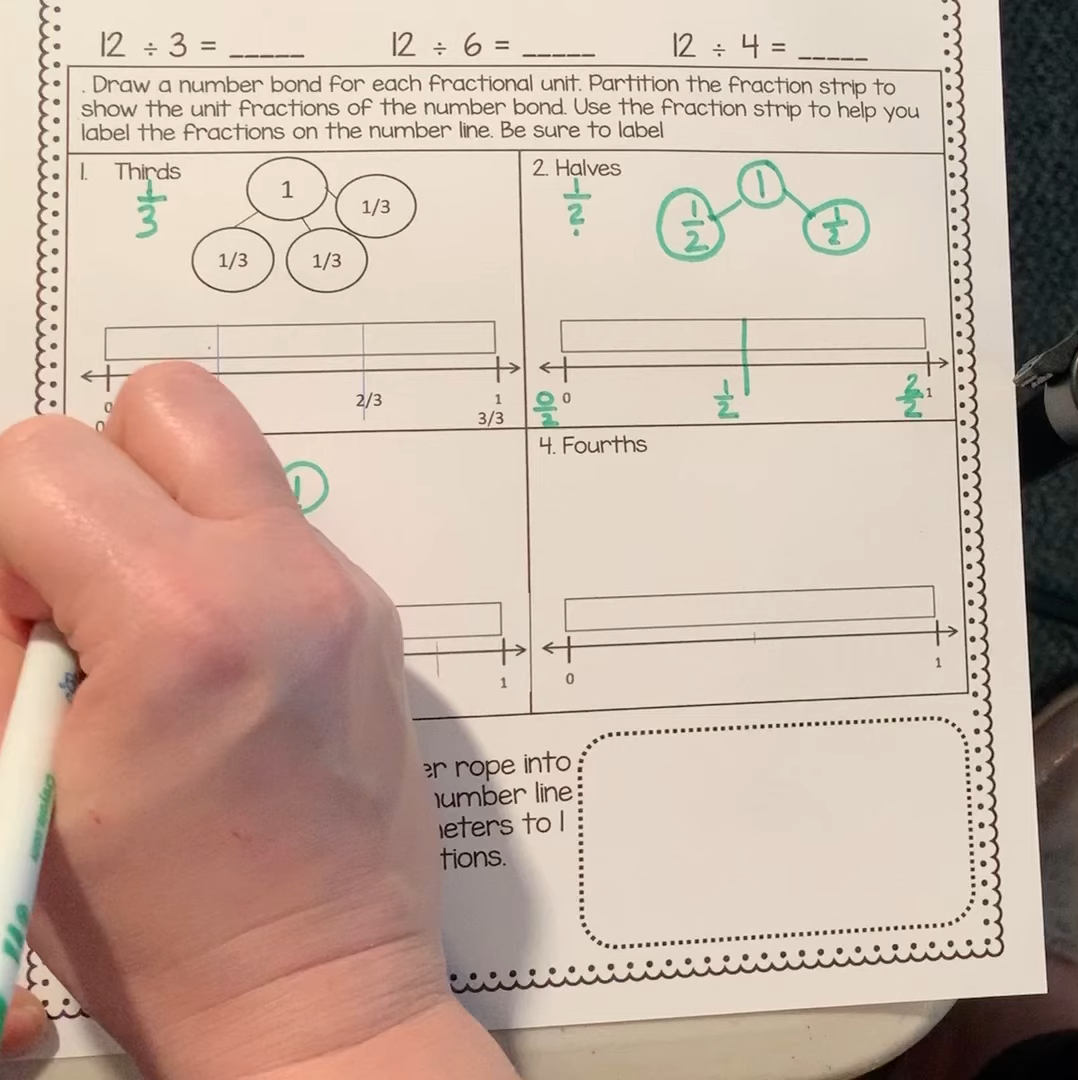 12 ÷ 3 = _____ 12 ÷ 6 = _____ 12 ÷ 4 = _____
. Draw a number bond for each fractional unit. Partition the fraction strip to
show the unit fractions of the number bond. Use the fraction strip to help you
label the fractions on the number line. Be sure to label
1. Thirds
1/3
1
1/3
1/3 1/3
2/3 1
3/3
2. Halves
1/2
1
1/2 1/2
0/2 0 1/2 2/2 1
1
1
4. Fourths
0 1
er rope into
number line
meters to 1
tions.